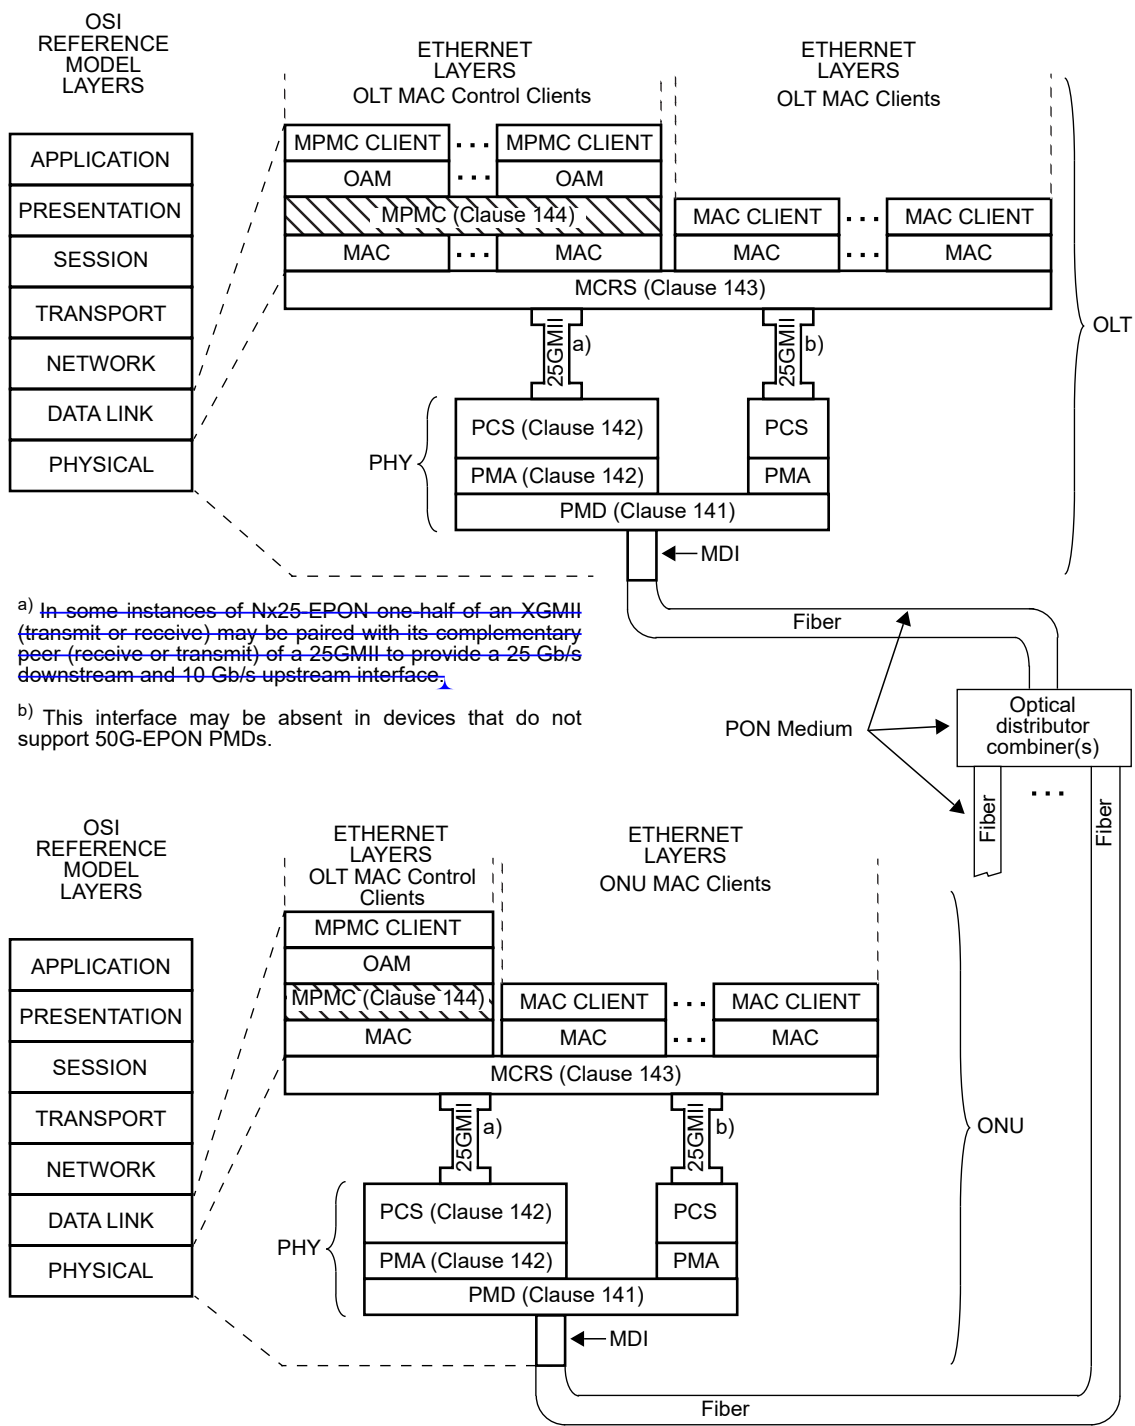 OSI
REFERENCE
MODEL
LAYERS
ETHERNET
LAYERS
OLT MAC Control Clients
ETHERNET
LAYERS
OLT MAC Clients
APPLICATION
PRESENTATION
SESSION
TRANSPORT
NETWORK
DATA LINK
PHYSICAL
MPMC CLIENT ... MPMC CLIENT
OAM ... OAM
MPMC (Clause 144)
MAC ... MAC
MAC CLIENT ... MAC CLIENT
MAC ... MAC
MCRS (Clause 143)
25GMII
a)
25GMII
b)
OLT
PHY
PCS (Clause 142)
PMA (Clause 142)
PCS
PMA
PMD (Clause 141)
MDI
a) In some instances of Nx25-EPON one-half of an XGMII
(transmit or receive) may be paired with its complementary
peer (receive or transmit) of a 25GMII to provide a 25 Gb/s
downstream and 10 Gb/s upstream interface.
b) This interface may be absent in devices that do not
support 50G-EPON PMDs.
Fiber
PON Medium
Optical
distributor
combiner(s)
Fiber
...
Fiber
OSI
REFERENCE
MODEL
LAYERS
ETHERNET
LAYERS
OLT MAC Control
Clients
ETHERNET
LAYERS
ONU MAC Clients
APPLICATION
PRESENTATION
SESSION
TRANSPORT
NETWORK
DATA LINK
PHYSICAL
MPMC CLIENT
OAM
MPMC (Clause 144)
MAC
MAC CLIENT ... MAC CLIENT
MAC ... MAC
MCRS (Clause 143)
25GMII
a)
25GMII
b)
ONU
PHY
PCS (Clause 142)
PMA (Clause 142)
PCS
PMA
PMD (Clause 141)
MDI
Fiber